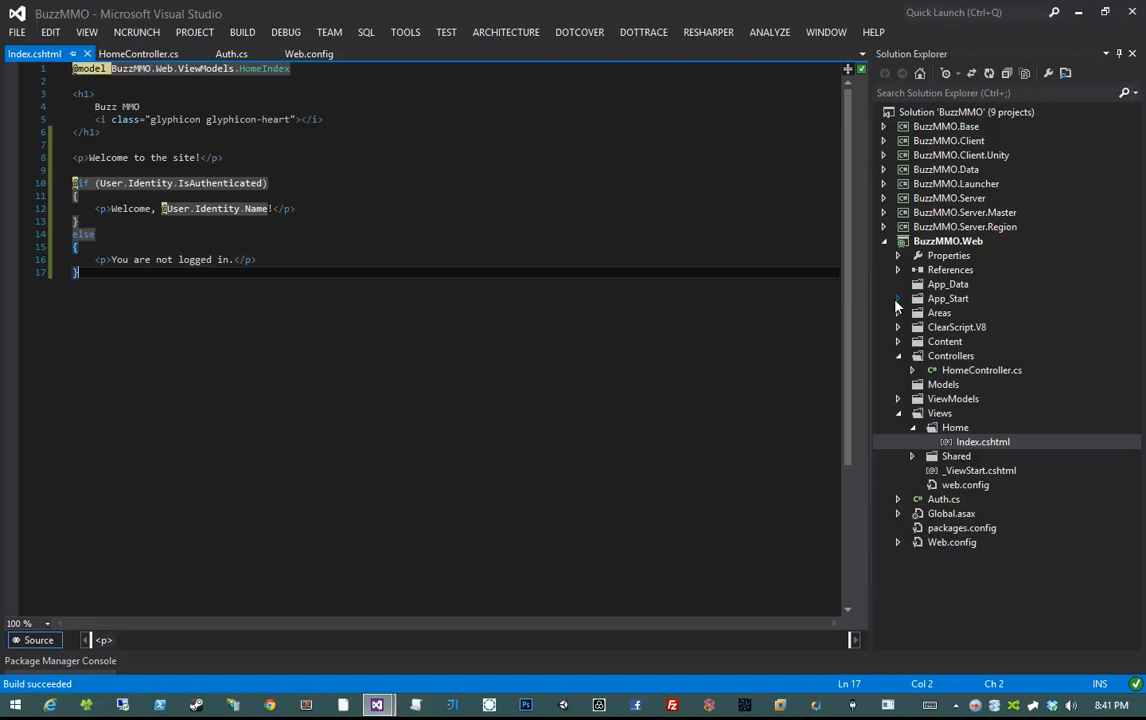 BuzzMMO - Microsoft Visual Studio
Quick Launch (Ctrl+Q)
FILE EDIT VIEW NCRUNCH PROJECT BUILD DEBUG TEAM SQL TOOLS TEST ARCHITECTURE DOTCOVER DOTTRACE RESHARPER ANALYZE WINDOW HELP
Index.cshtml HomeController.cs Auth.cs Web.config
1 @model BuzzMMO.Web.ViewModels.HomeIndex
2
3 <h1>
4 Buzz MMO
5 <i class="glyphicon glyphicon-heart"></i>
6 </h1>
7
8 <p>Welcome to the site!</p>
9
10 @if (User.Identity.IsAuthenticated)
11 {
12 <p>Welcome, @User.Identity.Name!</p>
13 }
14 else
15 {
16 <p>You are not logged in.</p>
17 }
100 %
Source <p>
Package Manager Console
Build succeeded
Ln 17 Col 2 Ch 2 INS
Solution Explorer
Search Solution Explorer (Ctrl+;)
Solution 'BuzzMMO' (9 projects)
BuzzMMO.Base
BuzzMMO.Client
BuzzMMO.Client.Unity
BuzzMMO.Data
BuzzMMO.Launcher
BuzzMMO.Server
BuzzMMO.Server.Master
BuzzMMO.Server.Region
BuzzMMO.Web
Properties
References
App_Data
App_Start
Areas
ClearScript.V8
Content
Controllers
C# HomeController.cs
Models
ViewModels
Views
Home
[@] Index.cshtml
Shared
[@] _ViewStart.cshtml
web.config
C# Auth.cs
Global.asax
packages.config
Web.config
8:41 PM